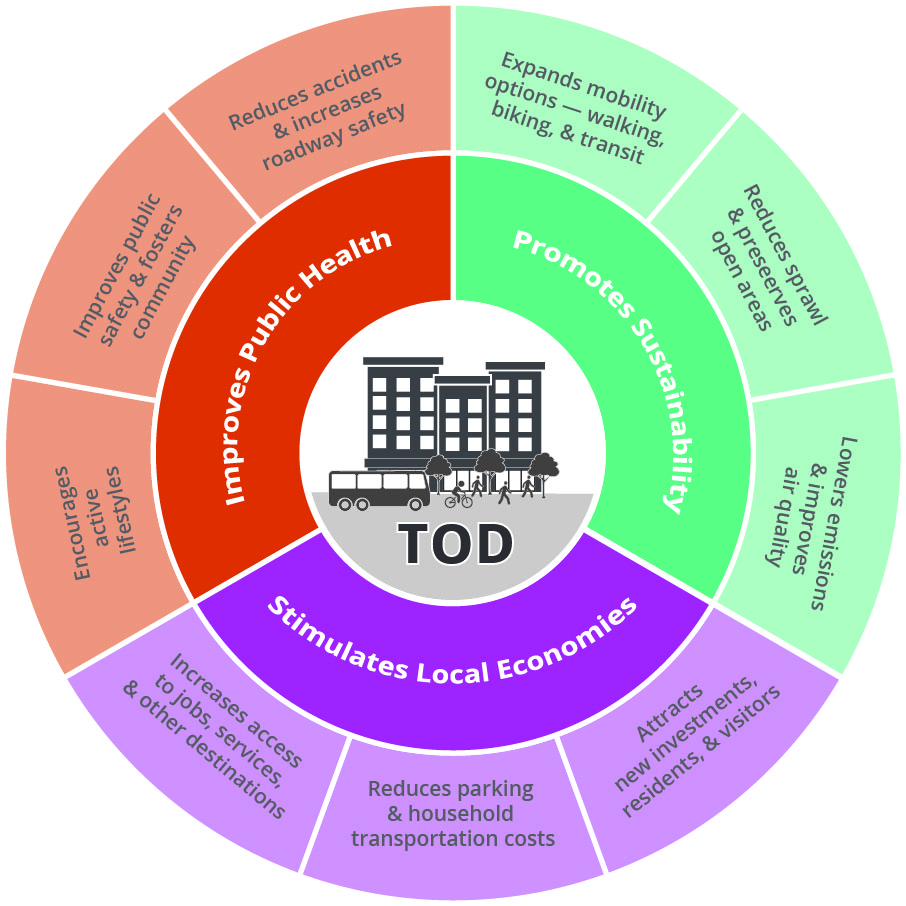 Reduces accidents
& increases
roadway safety
Expands mobility
options — walking,
biking, & transit
Improves public
safety & fosters
community
Reduces sprawl
& preseerves
open areas
Encourages
active
lifestyles
Lowers emissions
& improves
air quality
Improves Public Health
Promotes Sustainability
TOD
Stimulates Local Economies
Increases access
to jobs, services,
& other destinations
Reduces parking
& household
transportation costs
Attracts
new investments,
residents, & visitors